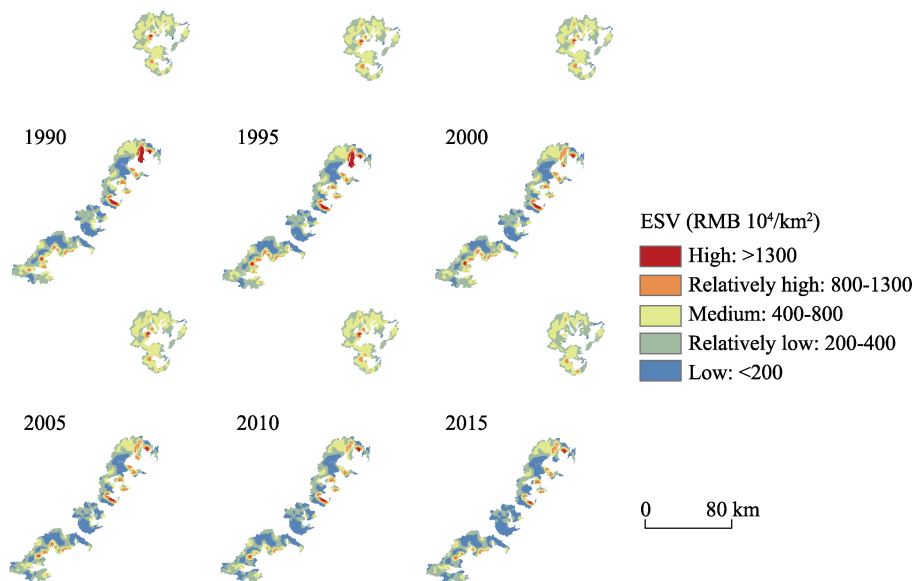 1990
1995
2000
ESV (RMB 10⁴/km²)
High: >1300
Relatively high: 800-1300
Medium: 400-800
Relatively low: 200-400
Low: <200
2005
2010
2015
0
80 km